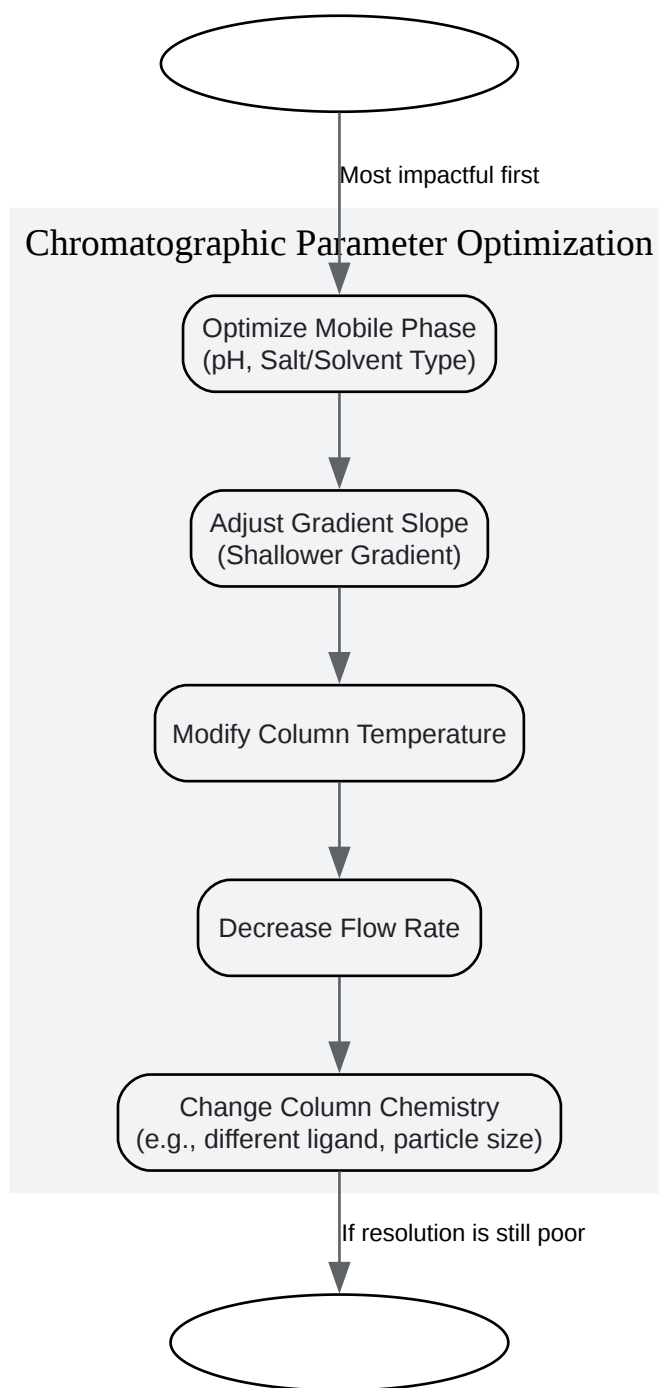 Most impactful first
Chromatographic Parameter Optimization
Optimize Mobile Phase
(pH, Salt/Solvent Type)
Adjust Gradient Slope
(Shallower Gradient)
Modify Column Temperature
Decrease Flow Rate
Change Column Chemistry
(e.g., different ligand, particle size)
If resolution is still poor